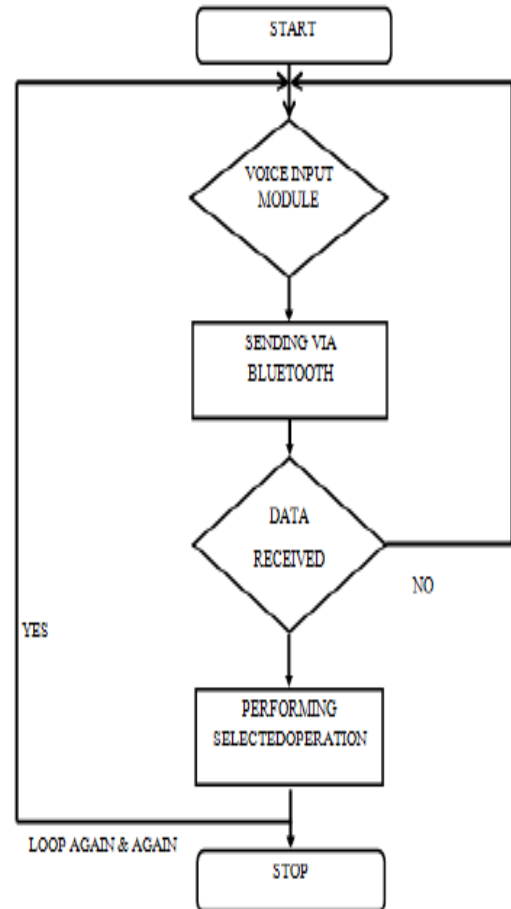 START
VOICE INPUT
MODULE
SENDING VIA
BLUETOOTH
DATA
RECEIVED
NO
YES
PERFORMING
SELECTEDOPERATION
LOOP AGAIN & AGAIN
STOP